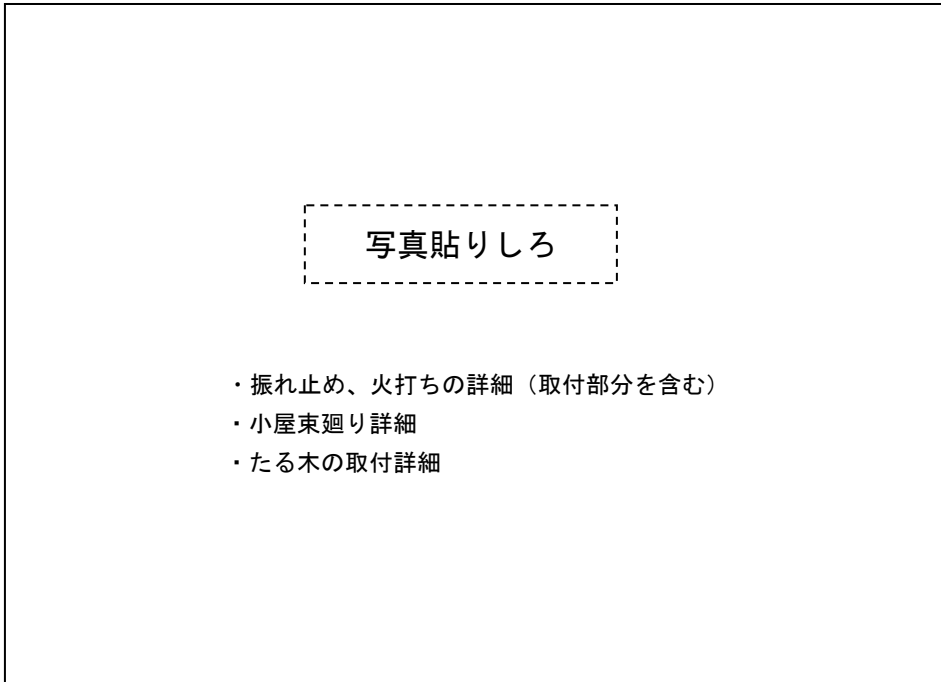 写真貼りしろ
・振れ止め、火打ちの詳細（取付部分を含む）
・小屋束廻り詳細
・たる木の取付詳細